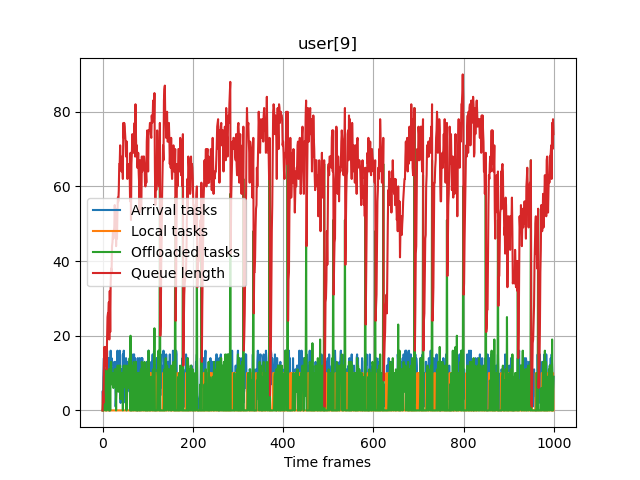 user[9]
80
60
40
20
0
Arrival tasks
Local tasks
Offloaded tasks
Queue length
0 200 400 600 800 1000
Time frames